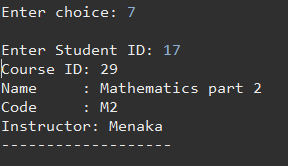 Enter choice: 7
Enter Student ID: 17
Course ID: 29
Name     : Mathematics part 2
Code     : M2
Instructor: Menaka
-------------------